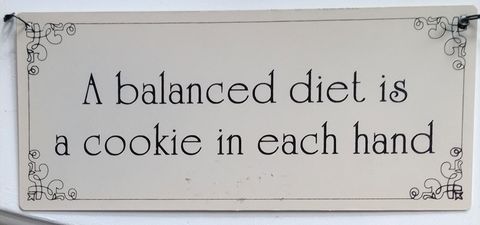 A balanced diet is
a cookie in each hand